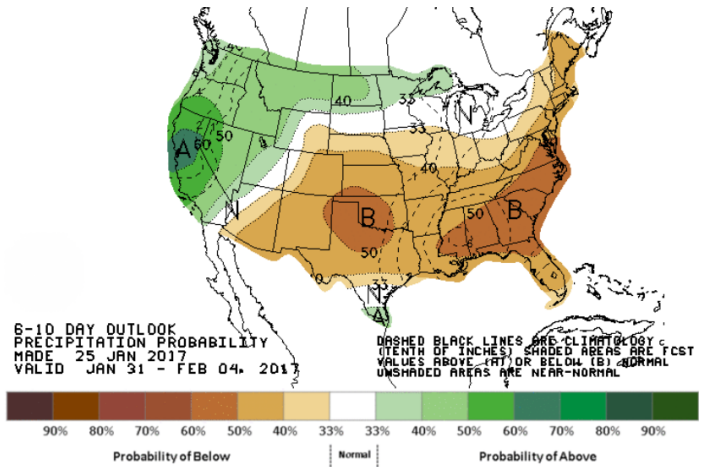 40
33
N
33
A
60
50
40
N
B
50
B
50
0
33
N
A
6-10 DAY OUTLOOK
PRECIPITATION PROBABILITY
MADE 25 JAN 2017
VALID JAN 31 - FEB 04, 2017
DASHED BLACK LINES ARE CLIMATOLOGY
(TENTH OF INCHES) SHADED AREAS ARE FCST
VALUES ABOVE (A) OR BELOW (B) NORMAL
UNSHADED AREAS ARE NEAR-NORMAL
90% 80% 70% 60% 50% 40% 33% 33% 40% 50% 60% 70% 80% 90%
Probability of Below Normal Probability of Above